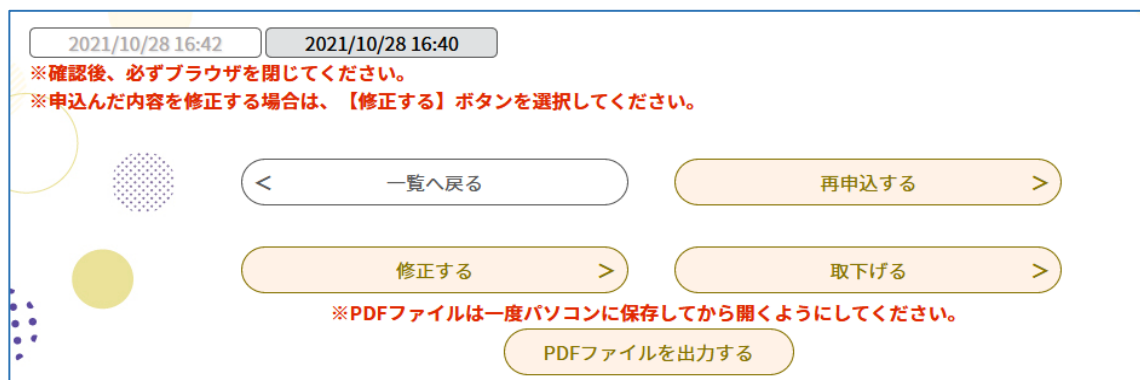 2021/10/28 16:42 2021/10/28 16:40
※確認後、必ずブラウザを閉じてください。
※申込んだ内容を修正する場合は、【修正する】ボタンを選択してください。
< 一覧へ戻る 再申込する >
修正する > 取下げる >
※PDFファイルは一度パソコンに保存してから開くようにしてください。
PDFファイルを出力する